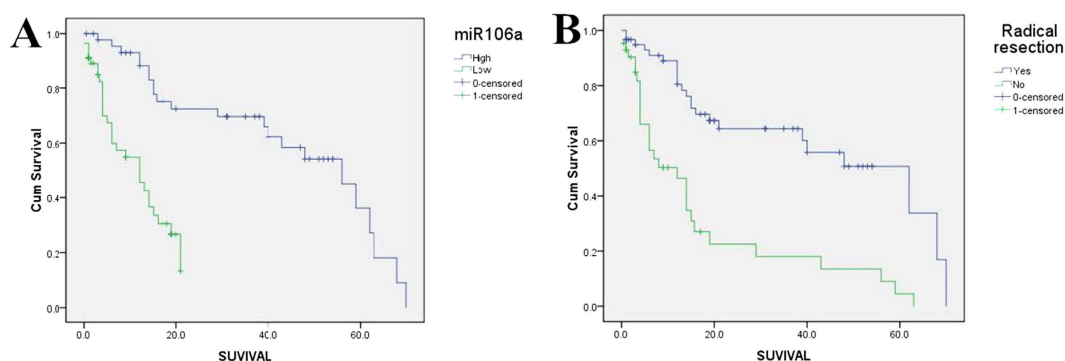 A
miR106a
High
Low
0-censored
1-censored
Cum Survival
1.0
0.8
0.6
0.4
0.2
0.0
0.0
20.0
40.0
60.0
SUVIVAL
B
Radical
resection
Yes
No
0-censored
1-censored
Cum Survival
1.0
0.8
0.6
0.4
0.2
0.0
0.0
20.0
40.0
60.0
SUVIVAL